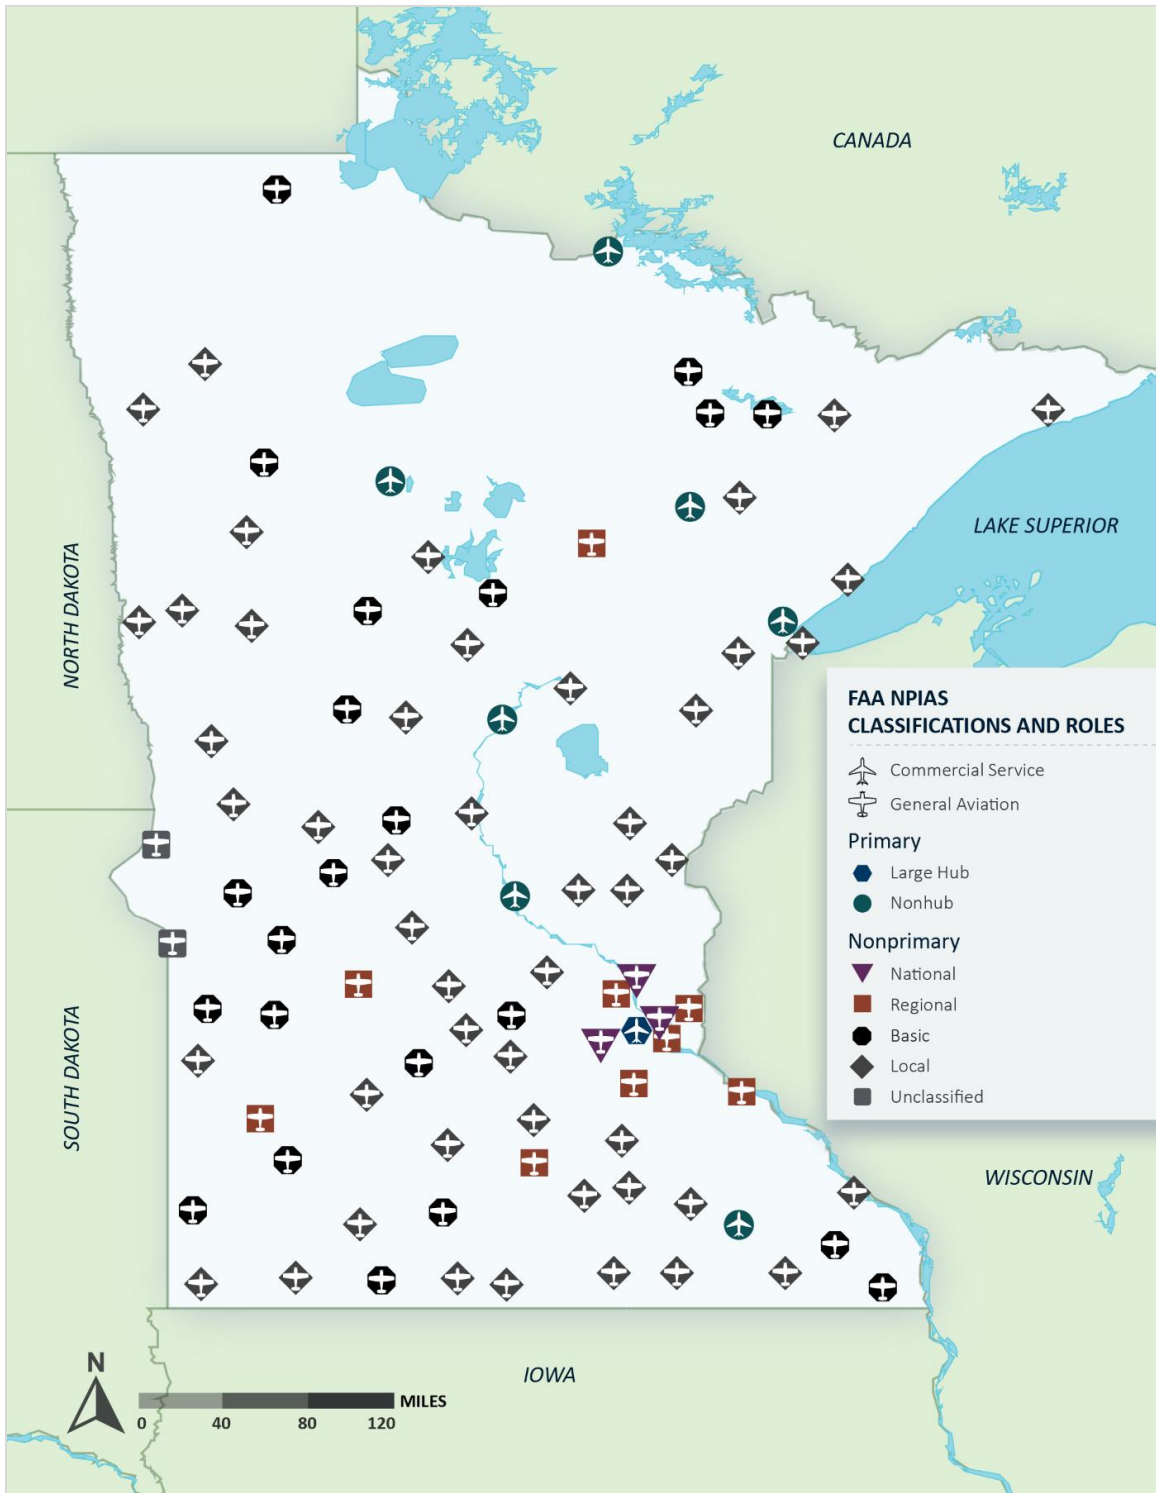 CANADA
LAKE SUPERIOR
NORTH DAKOTA
FAA NPIAS
CLASSIFICATIONS AND ROLES
Commercial Service
General Aviation
Primary
Large Hub
Nonhub
Nonprimary
National
Regional
Basic
Local
Unclassified
SOUTH DAKOTA
WISCONSIN
IOWA
N
MILES
0 40 80 120